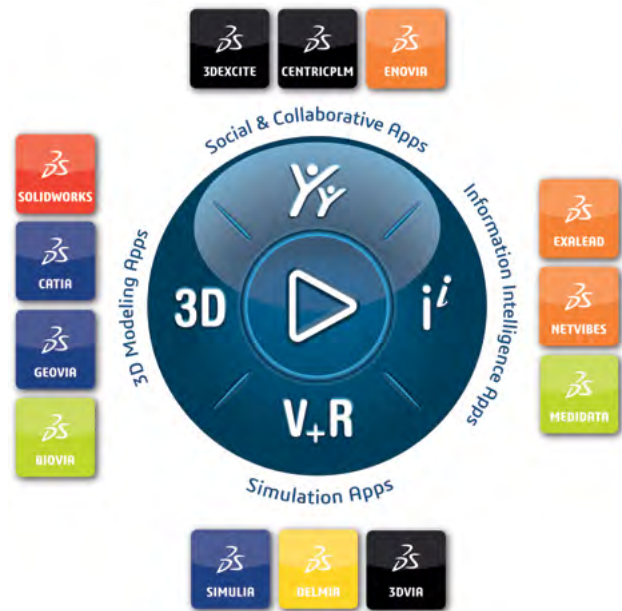 3DEXCITE
CENTRICPLM
ENOVIA
Social & Collaborative Apps
SOLIDWORKS
CATIA
GEOVIA
BIOVIA
3D Modeling Apps
3D
i i
V+R
Information Intelligence Apps
EXALEAD
NETVIBES
MEDIDATA
Simulation Apps
SIMULIA
DELMIA
3DVIA